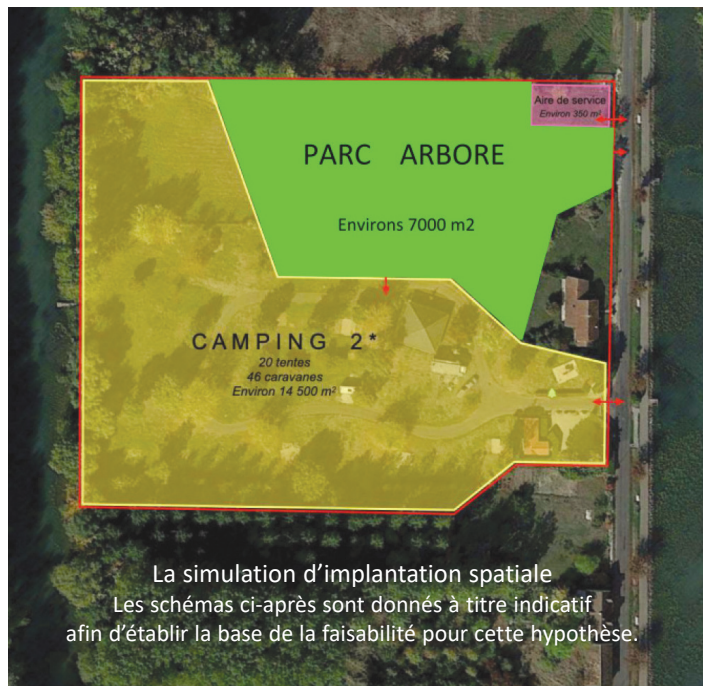 Aire de service
Environ 350 m²
PARC ARBORE
Environs 7000 m2
CAMPING 2*
20 tentes
46 caravanes
Environ 14 500 m²
La simulation d’implantation spatiale
Les schémas ci-après sont donnés à titre indicatif
afin d’établir la base de la faisabilité pour cette hypothèse.